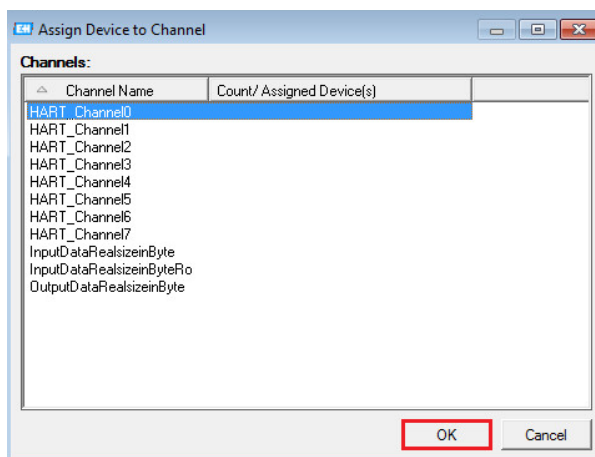 Assign Device to Channel
Channels:
Channel Name Count/ Assigned Device(s)
HART_Channel0
HART_Channel1
HART_Channel2
HART_Channel3
HART_Channel4
HART_Channel5
HART_Channel6
HART_Channel7
InputDataRealsizeinByte
InputDataRealsizeinByteRo
OutputDataRealsizeinByte
OK Cancel